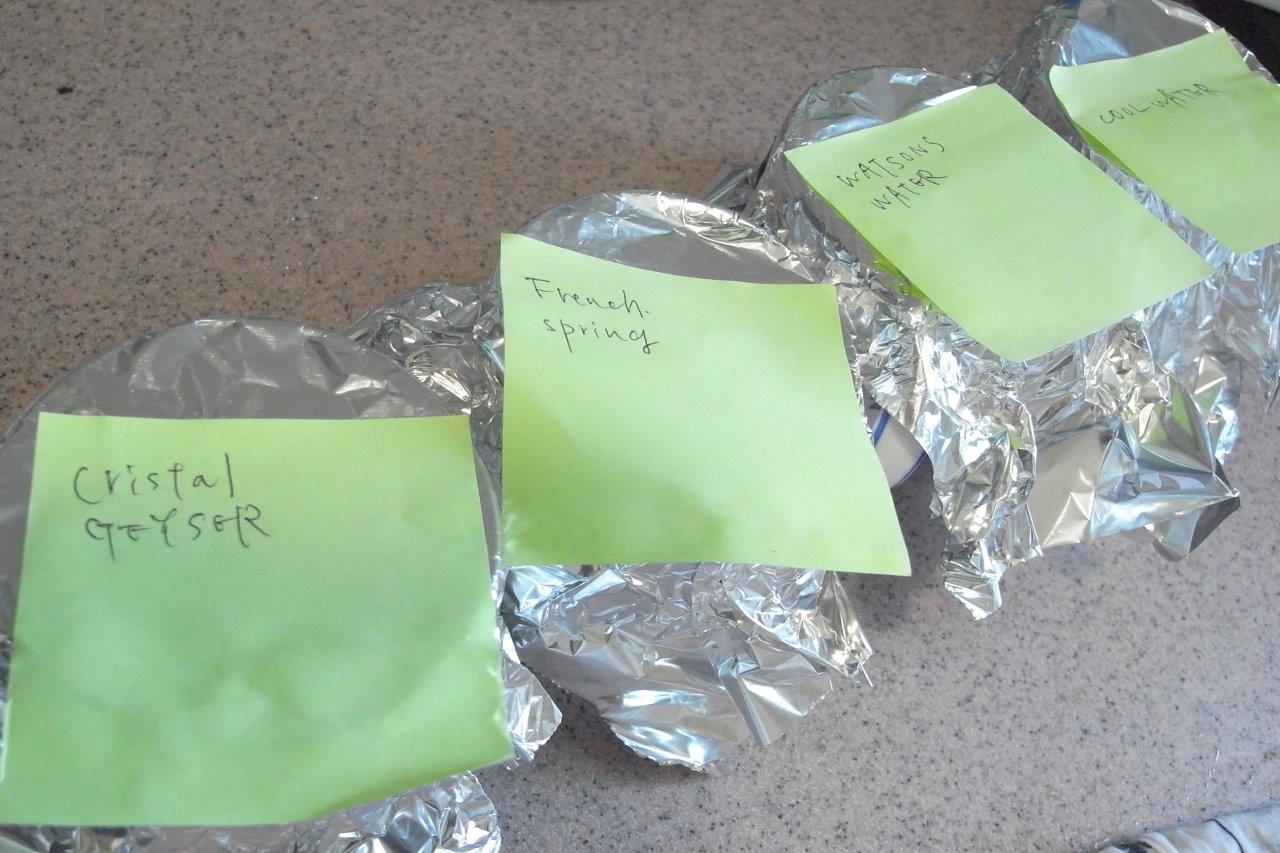 Cristal
GEYSER
French.
spring
WATSONS
WATER
COOL WATER